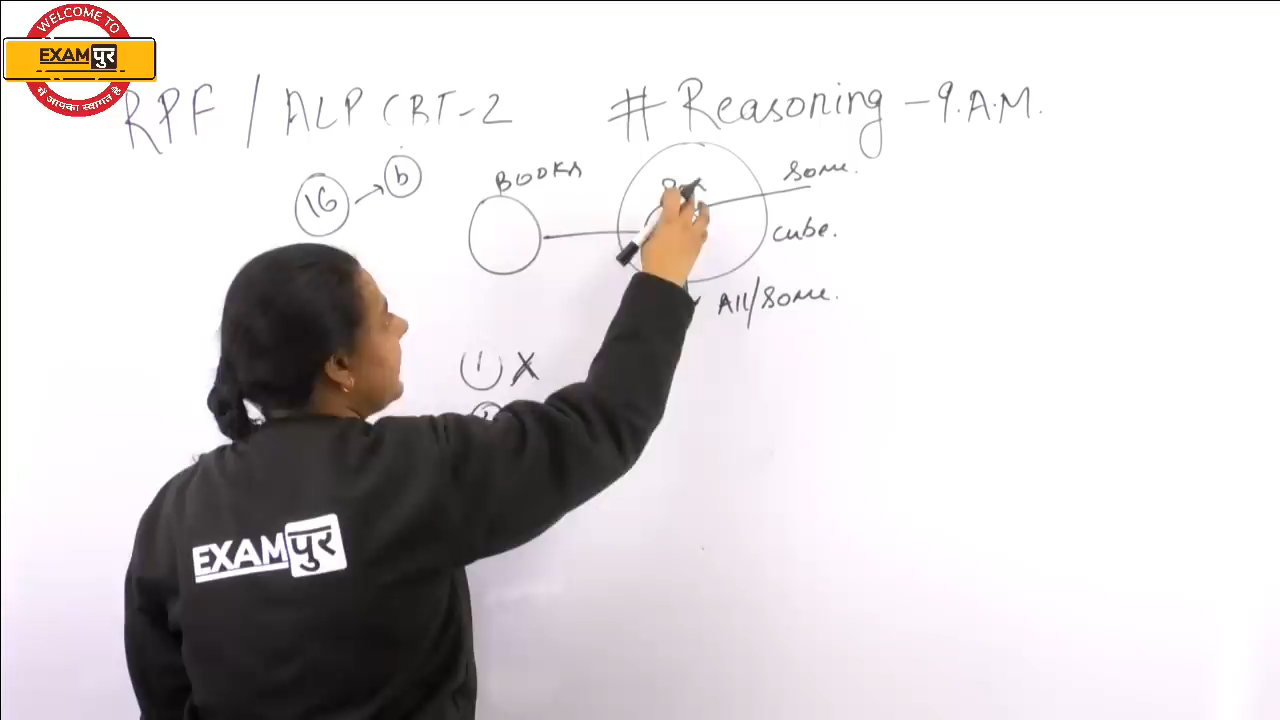 WELCOME TO
EXAMपुर
में आपका स्वागत है
RPF / ALP CBT-2 # Reasoning - 9.A.M.
16 → b
BOOKS
Some.
cube.
All/Some.
1 X
EXAMपुर